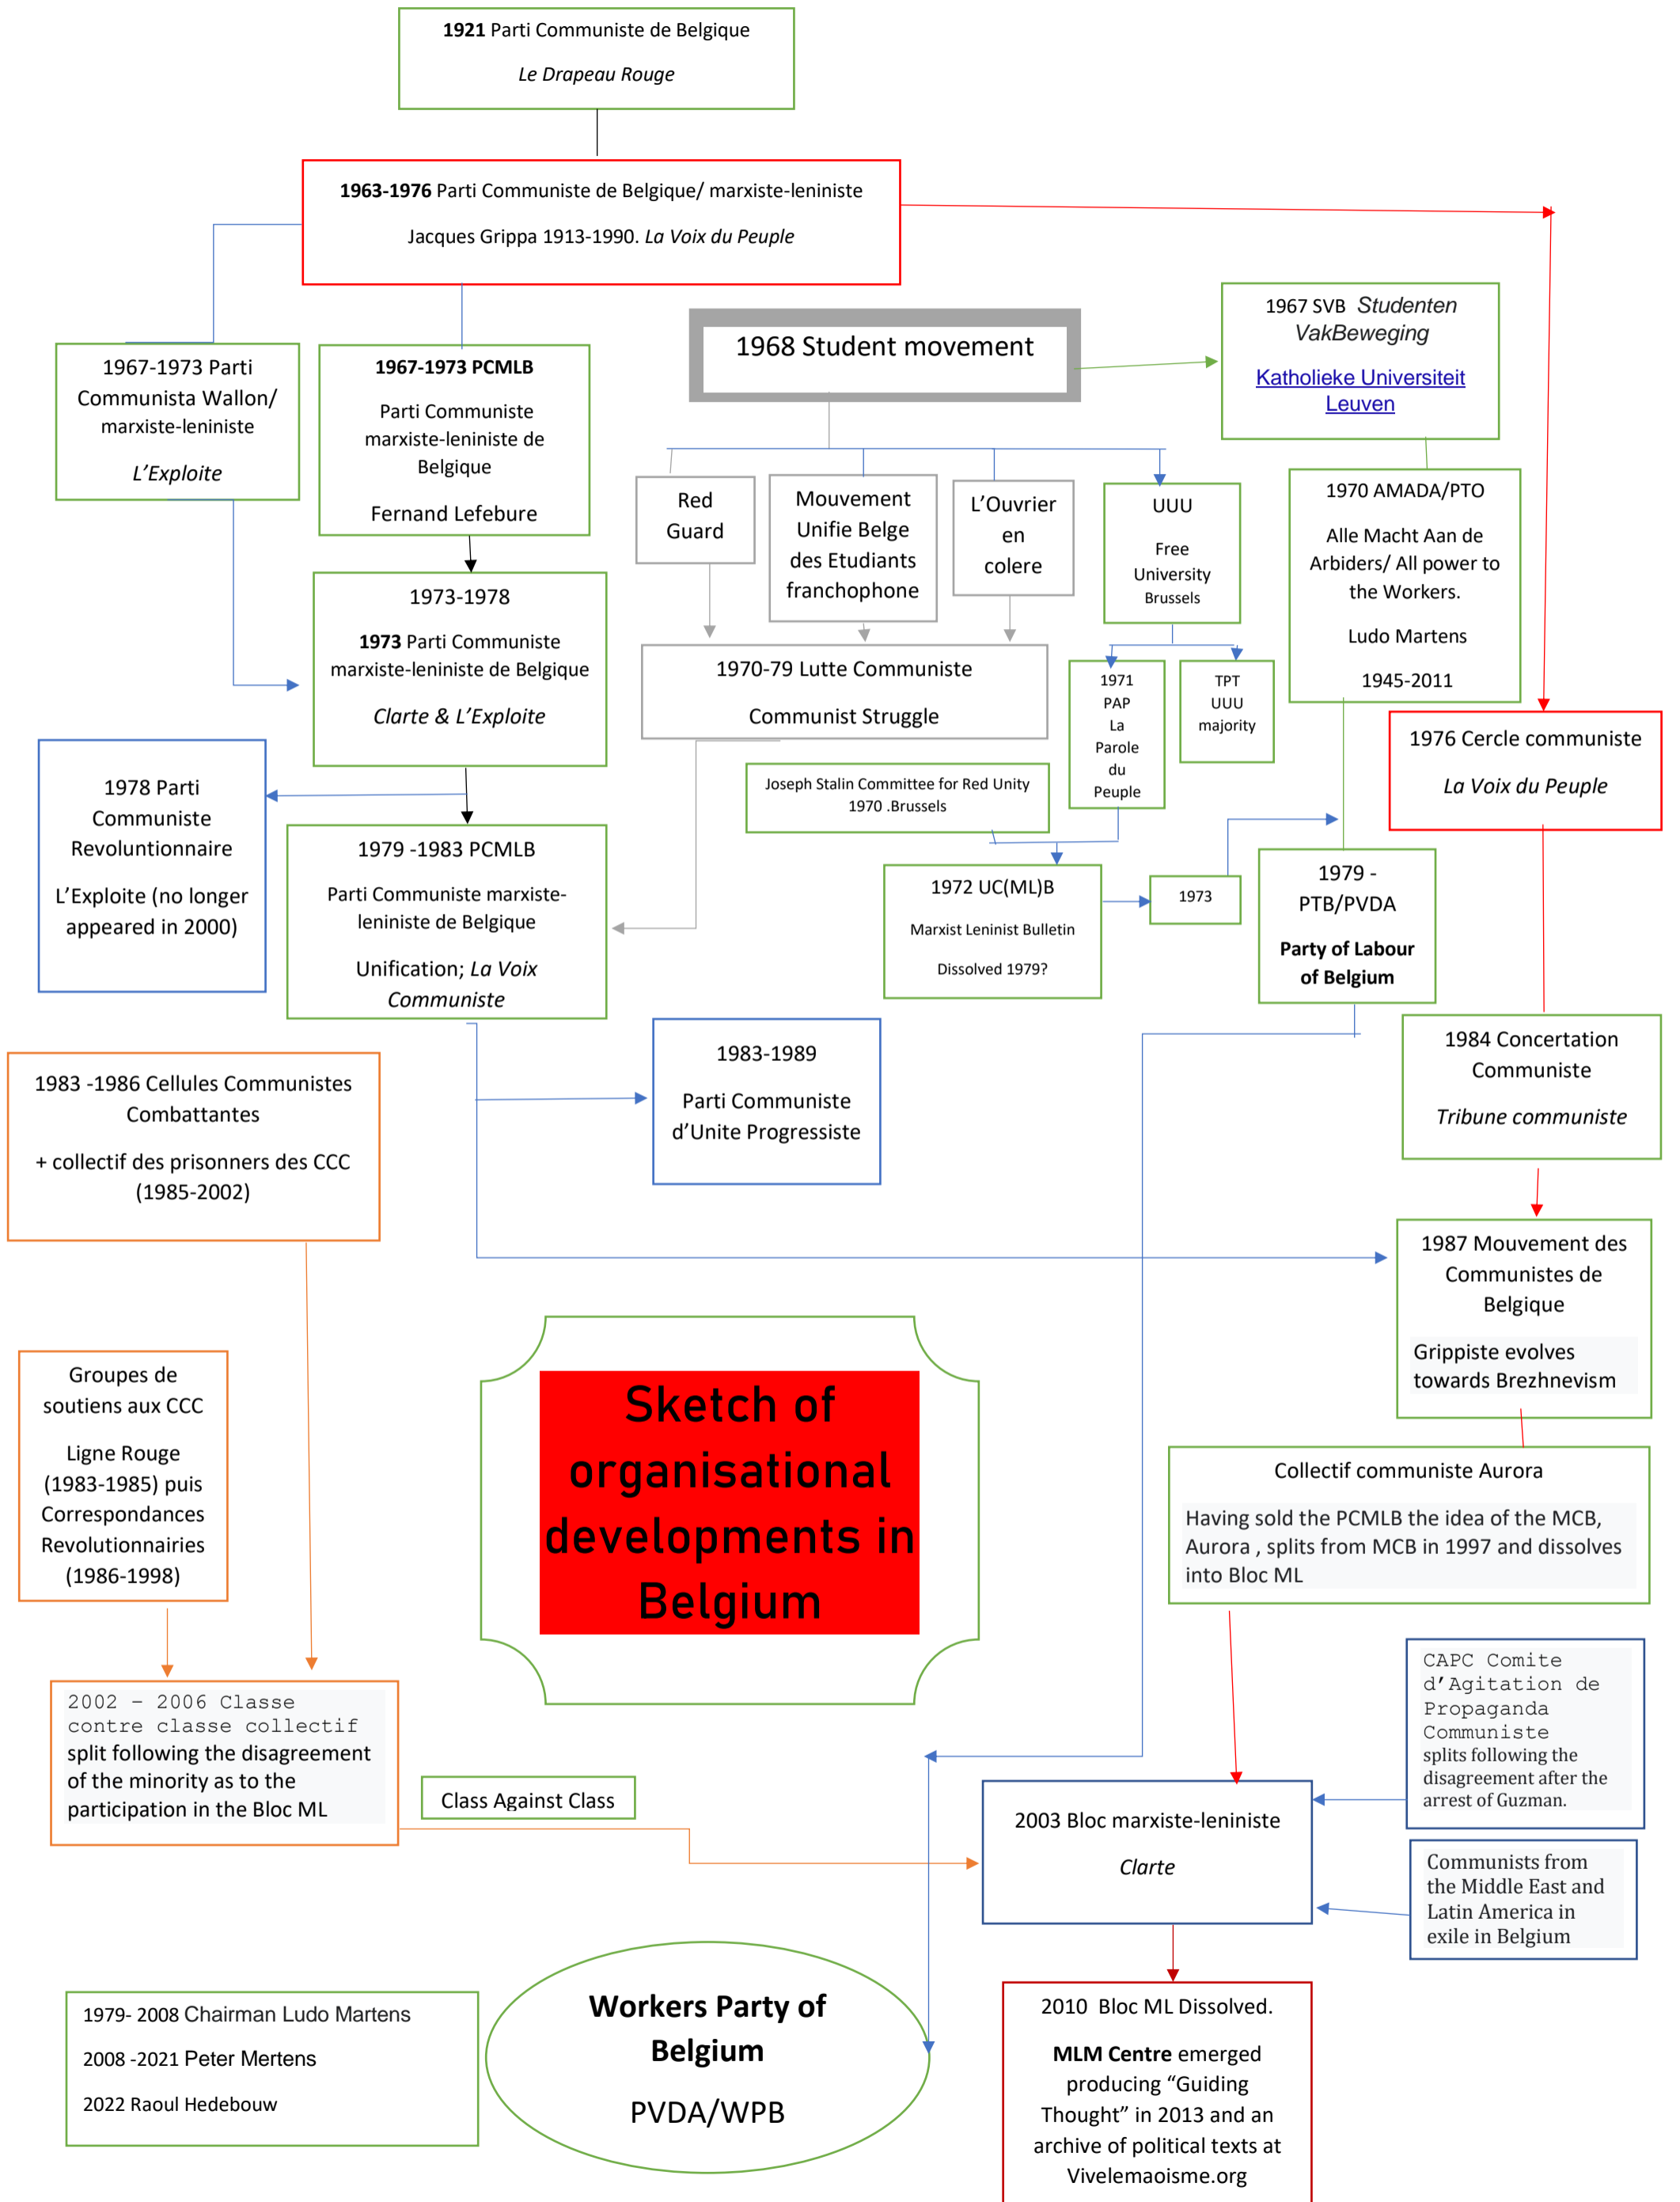 1921 Parti Communiste de Belgique
Le Drapeau Rouge
1963-1976 Parti Communiste de Belgique/ marxiste-leniniste
Jacques Grippa 1913-1990. La Voix du Peuple
1967-1973 Parti
Communista Wallon/
marxiste-leniniste
L’Exploite
1967-1973 PCMLB
Parti Communiste
marxiste-leniniste de
Belgique
Fernand Lefebure
1968 Student movement
1967 SVB Studenten
VakBeweging
Katholieke Universiteit
Leuven
Red
Guard
Mouvement
Unifie Belge
des Etudiants
franchophone
L’Ouvrier
en
colere
UUU
Free
University
Brussels
1970 AMADA/PTO
Alle Macht Aan de
Arbiders/ All power to
the Workers.
Ludo Martens
1945-2011
1973-1978
1973 Parti Communiste
marxiste-leniniste de Belgique
Clarte & L’Exploite
1970-79 Lutte Communiste
Communist Struggle
1971
PAP
La
Parole
du
Peuple
TPT
UUU
majority
1976 Cercle communiste
La Voix du Peuple
1978 Parti
Communiste
Revoluntionnaire
L’Exploite (no longer
appeared in 2000)
Joseph Stalin Committee for Red Unity
1970 .Brussels
1979 -1983 PCMLB
Parti Communiste marxiste-
leniniste de Belgique
Unification; La Voix
Communiste
1972 UC(ML)B
Marxist Leninist Bulletin
Dissolved 1979?
1973
1979 -
PTB/PVDA
Party of Labour
of Belgium
1983-1989
Parti Communiste
d’Unite Progressiste
1984 Concertation
Communiste
Tribune communiste
1983 -1986 Cellules Communistes
Combattantes
+ collectif des prisonners des CCC
(1985-2002)
1987 Mouvement des
Communistes de
Belgique
Grippiste evolves
towards Brezhnevism
Groupes de
soutiens aux CCC
Ligne Rouge
(1983-1985) puis
Correspondances
Revolutionnairies
(1986-1998)
Sketch of
organisational
developments in
Belgium
Collectif communiste Aurora
Having sold the PCMLB the idea of the MCB,
Aurora , splits from MCB in 1997 and dissolves
into Bloc ML
2002 – 2006 Classe
contre classe collectif
split following the disagreement
of the minority as to the
participation in the Bloc ML
Class Against Class
CAPC Comite
d’Agitation de
Propaganda
Communiste
splits following the
disagreement after the
arrest of Guzman.
2003 Bloc marxiste-leniniste
Clarte
Communists from
the Middle East and
Latin America in
exile in Belgium
1979- 2008 Chairman Ludo Martens
2008 -2021 Peter Mertens
2022 Raoul Hedebouw
Workers Party of
Belgium
PVDA/WPB
2010 Bloc ML Dissolved.
MLM Centre emerged
producing “Guiding
Thought” in 2013 and an
archive of political texts at
Vivelemaoisme.org